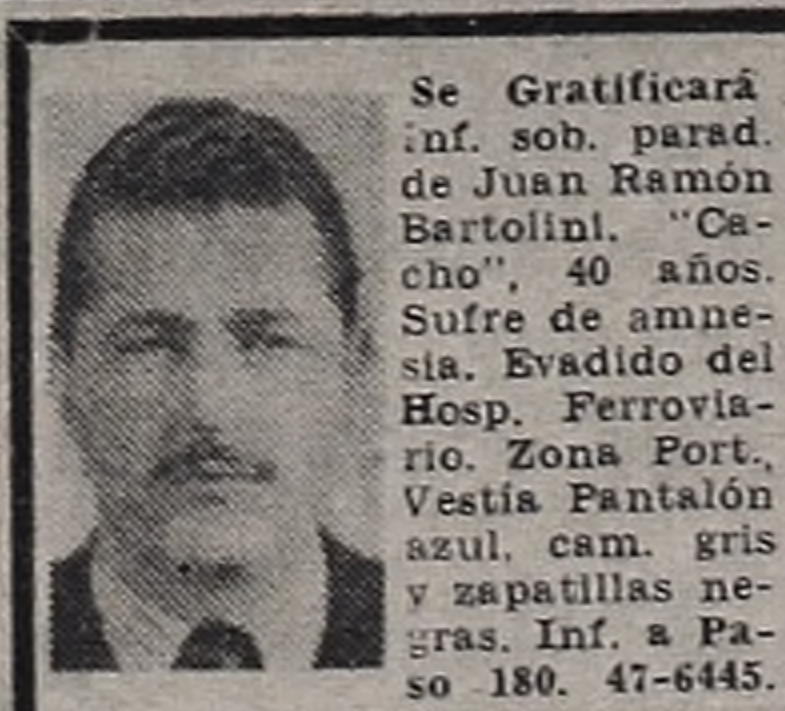 Se Gratificará
inf. sob. parad.
de Juan Ramón
Bartolini. "Ca-
cho", 40 años.
Sufre de amne-
sia. Evadido del
Hosp. Ferrovia-
rio. Zona Port.,
Vestía Pantalón
azul, cam. gris
y zapatillas ne-
gras. Inf. a Pa-
so 180. 47-6445.